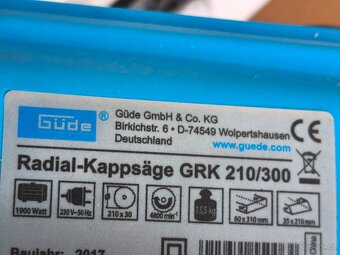 Güde ®
Güde GmbH & Co. KG
Birkichstr. 6 • D-74549 Wolpertshausen
Deutschland
www.guede.com
CE
Radial-Kappsäge GRK 210/300
1900 Watt
230 V~50 Hz
210 x 30
4800 min⁻¹
13,5 kg
60 x 310 mm
35 x 210 mm
Baujahr: 2017